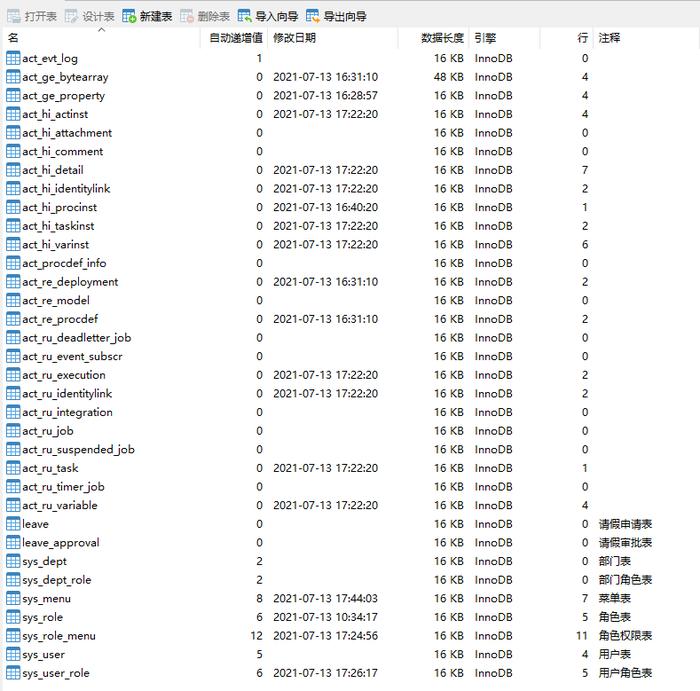 打开表 设计表 新建表 删除表 导入向导 导出向导
名 自动递增值 修改日期 数据长度 引擎 行 注释
act_evt_log 1 16 KB InnoDB 0
act_ge_bytearray 0 2021-07-13 16:31:10 48 KB InnoDB 4
act_ge_property 0 2021-07-13 16:28:57 16 KB InnoDB 4
act_hi_actinst 0 2021-07-13 17:22:20 16 KB InnoDB 4
act_hi_attachment 0 16 KB InnoDB 0
act_hi_comment 0 16 KB InnoDB 0
act_hi_detail 0 2021-07-13 17:22:20 16 KB InnoDB 7
act_hi_identitylink 0 2021-07-13 17:22:20 16 KB InnoDB 2
act_hi_procinst 0 2021-07-13 16:40:20 16 KB InnoDB 1
act_hi_taskinst 0 2021-07-13 17:22:20 16 KB InnoDB 2
act_hi_varinst 0 2021-07-13 17:22:20 16 KB InnoDB 6
act_procdef_info 0 16 KB InnoDB 0
act_re_deployment 0 2021-07-13 16:31:10 16 KB InnoDB 2
act_re_model 0 16 KB InnoDB 0
act_re_procdef 0 2021-07-13 16:31:10 16 KB InnoDB 2
act_ru_deadletter_job 0 16 KB InnoDB 0
act_ru_event_subscr 0 16 KB InnoDB 0
act_ru_execution 0 2021-07-13 17:22:20 16 KB InnoDB 2
act_ru_identitylink 0 2021-07-13 17:22:20 16 KB InnoDB 2
act_ru_integration 0 16 KB InnoDB 0
act_ru_job 0 16 KB InnoDB 0
act_ru_suspended_job 0 16 KB InnoDB 0
act_ru_task 0 2021-07-13 17:22:20 16 KB InnoDB 1
act_ru_timer_job 0 16 KB InnoDB 0
act_ru_variable 0 2021-07-13 17:22:20 16 KB InnoDB 4
leave 0 16 KB InnoDB 0 请假申请表
leave_approval 0 16 KB InnoDB 0 请假审批表
sys_dept 2 16 KB InnoDB 0 部门表
sys_dept_role 2 16 KB InnoDB 0 部门角色表
sys_menu 8 2021-07-13 17:44:03 16 KB InnoDB 7 菜单表
sys_role 6 2021-07-13 10:34:17 16 KB InnoDB 5 角色表
sys_role_menu 12 2021-07-13 17:24:56 16 KB InnoDB 11 角色权限表
sys_user 5 16 KB InnoDB 4 用户表
sys_user_role 6 2021-07-13 17:26:17 16 KB InnoDB 5 用户角色表